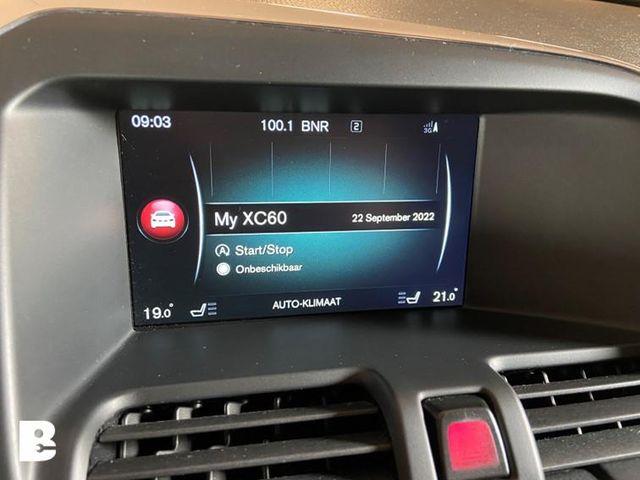 09:03 100.1 BNR 2 3G
My XC60 22 September 2022
A Start/Stop
Onbeschikbaar
19.0° AUTO-KLIMAAT 21.0°
B